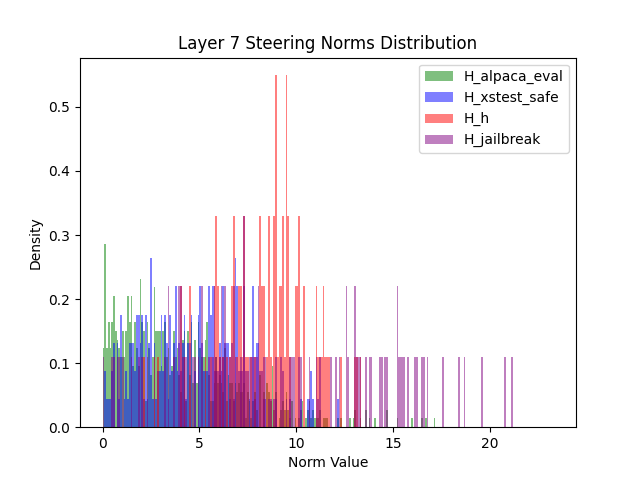 Layer 7 Steering Norms Distribution
H_alpaca_eval
H_xstest_safe
H_h
H_jailbreak
Density
0.5
0.4
0.3
0.2
0.1
0.0
0 5 10 15 20
Norm Value